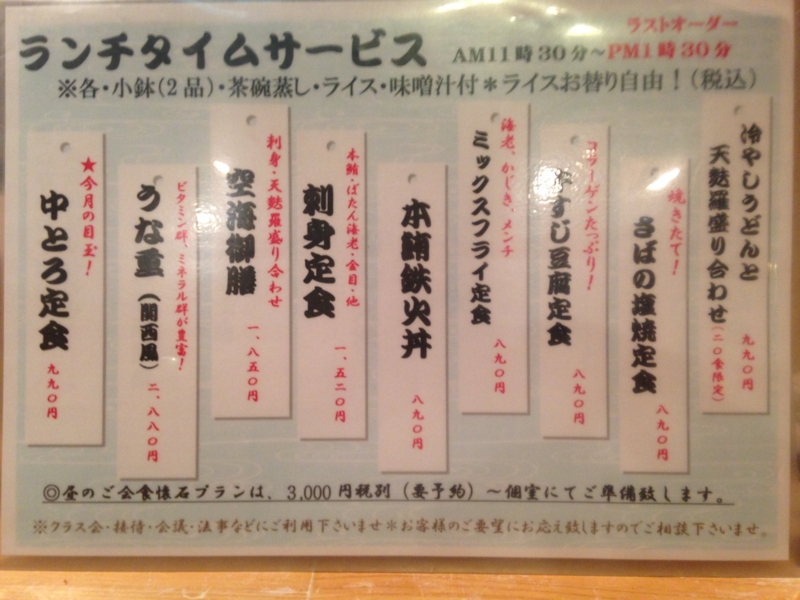 ランチタイムサービス
ラストオーダー
AM11時30分～PM1時30分
※各・小鉢（2品）・茶碗蒸し・ライス・味噌汁付＊ライスお替り自由！（税込）
冷やしうどんと
天麩羅盛り合わせ（二〇食限定）
九九〇円
焼きたて！
さばの塩焼定食
八九〇円
コラーゲンたっぷり！
すじ豆腐定食
八九〇円
海老、かじき、メンチ
ミックスフライ定食
八九〇円
本鮪鉄火丼
八九〇円
本鮪・ぼたん海老・金目・他
刺身定食
一、五二〇円
刺身・天麩羅盛り合わせ
空海御膳
一、八五〇円
ビタミン群、ミネラル群が豊富！
うな重（関西風）
二、八八〇円
★今月の目玉！
中とろ定食
九九〇円
◎昼のご会食懐石プランは、3,000円税別（要予約）～個室にてご準備致します。
※クラス会・接待・会議・法事などにご利用下さいませ＊お客様のご要望にお応え致しますのでご相談下さいませ。